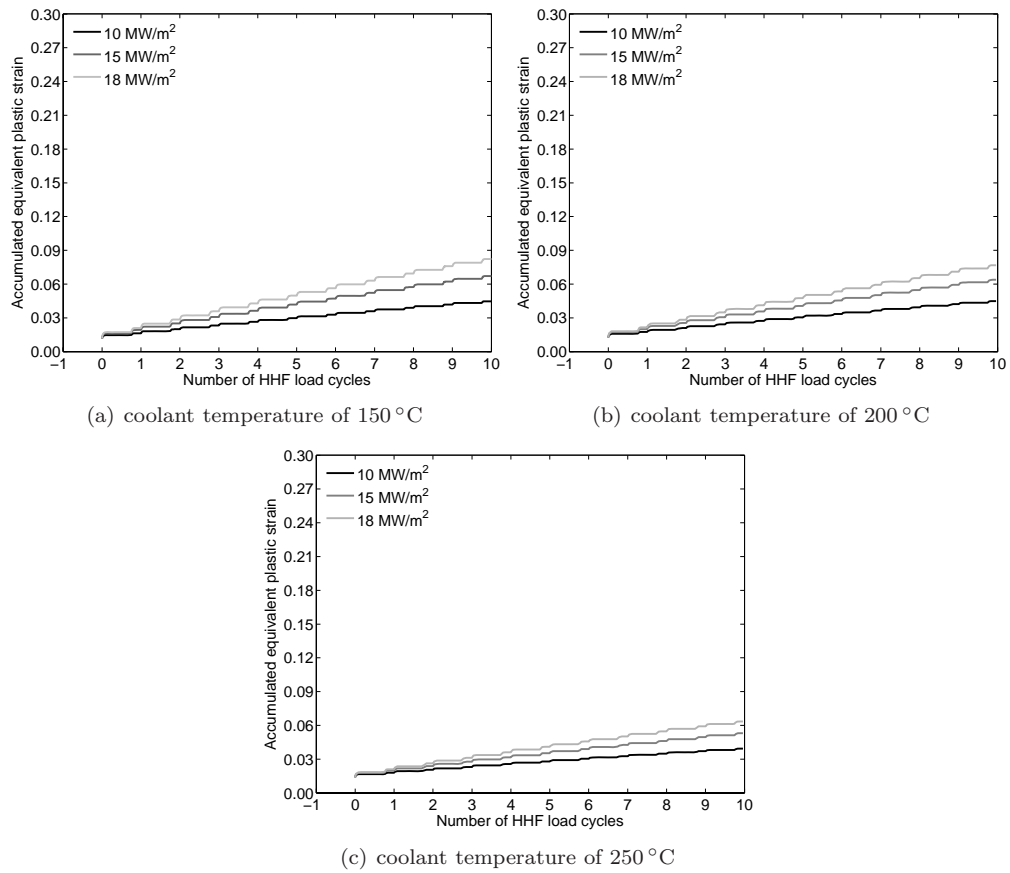 0.30
0.27
0.24
0.21
0.18
0.15
0.12
0.09
0.06
0.03
0.00
Accumulated equivalent plastic strain
10 MW/m²
15 MW/m²
18 MW/m²
−1 0 1 2 3 4 5 6 7 8 9 10
Number of HHF load cycles
(a) coolant temperature of 150 °C
0.30
0.27
0.24
0.21
0.18
0.15
0.12
0.09
0.06
0.03
0.00
Accumulated equivalent plastic strain
10 MW/m²
15 MW/m²
18 MW/m²
−1 0 1 2 3 4 5 6 7 8 9 10
Number of HHF load cycles
(b) coolant temperature of 200 °C
0.30
0.27
0.24
0.21
0.18
0.15
0.12
0.09
0.06
0.03
0.00
Accumulated equivalent plastic strain
10 MW/m²
15 MW/m²
18 MW/m²
−1 0 1 2 3 4 5 6 7 8 9 10
Number of HHF load cycles
(c) coolant temperature of 250 °C